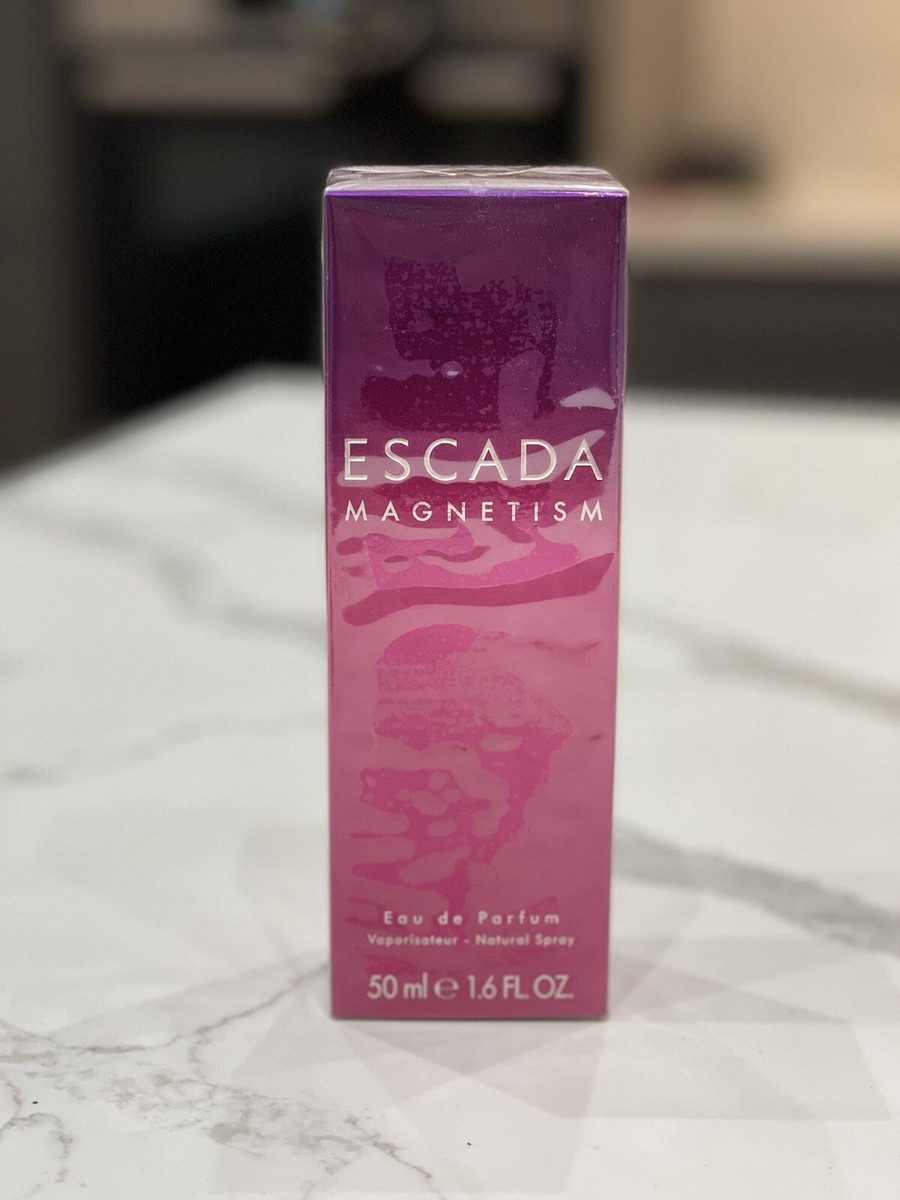 ESCADA
MAGNETISM
Eau de Parfum
Vaporisateur - Natural Spray
50 ml ℮ 1.6 FL. OZ.